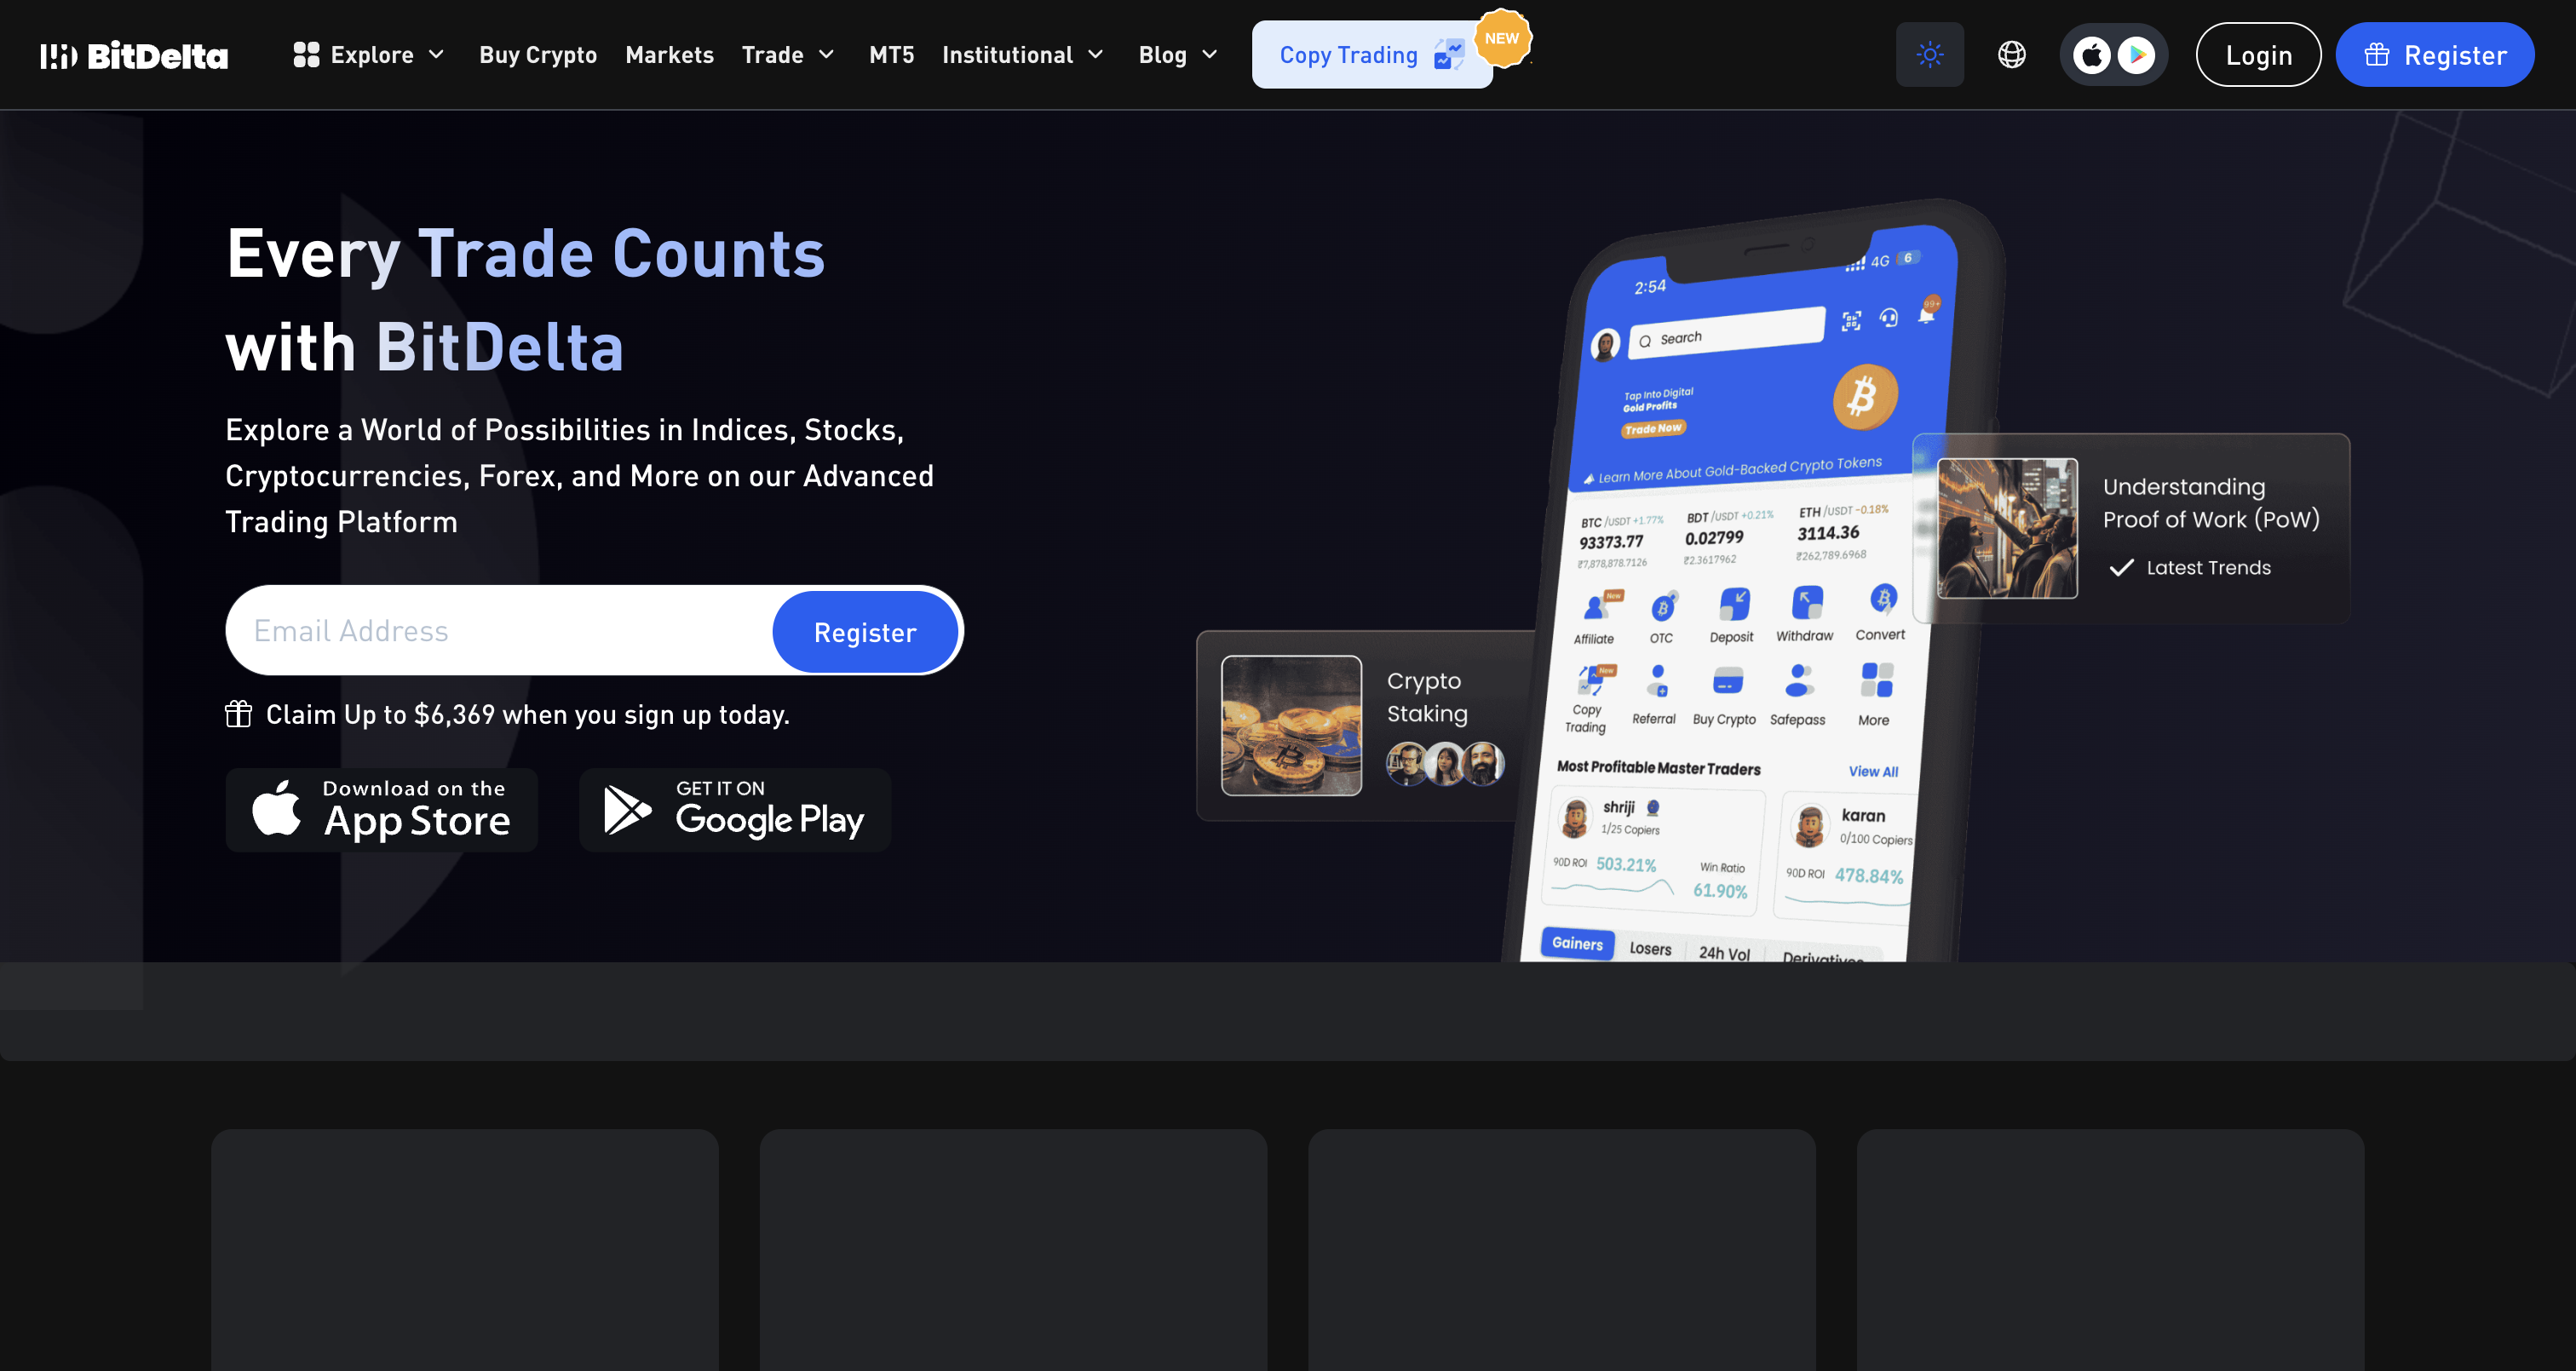 BitDelta
Explore
Buy Crypto
Markets
Trade
MT5
Institutional
Blog
Copy Trading
NEW
Login
Register
Every Trade Counts
with BitDelta
Explore a World of Possibilities in Indices, Stocks,
Cryptocurrencies, Forex, and More on our Advanced
Trading Platform
Email Address
Register
Claim Up to $6,369 when you sign up today.
Download on the
App Store
GET IT ON
Google Play
Crypto
Staking
2:54
4G 6
Search
99+
Tap Into Digital
Gold Profits
Trade Now
Learn More About Gold-Backed Crypto Tokens
BTC /USDT +1.77%
93373.77
₹7,878,878.7126
BDT /USDT +0.21%
0.02799
₹2.3617962
ETH /USDT -0.18%
3114.36
₹262,789.6968
New
Affiliate
OTC
Deposit
Withdraw
Convert
New
Copy
Trading
Referral
Buy Crypto
Safepass
More
Most Profitable Master Traders
View All
shriji
1/25 Copiers
90D ROI 503.21%
Win Ratio
61.90%
karan
0/100 Copiers
90D ROI 478.84%
Gainers
Losers
24h Vol
Derivatives
Understanding
Proof of Work (PoW)
Latest Trends